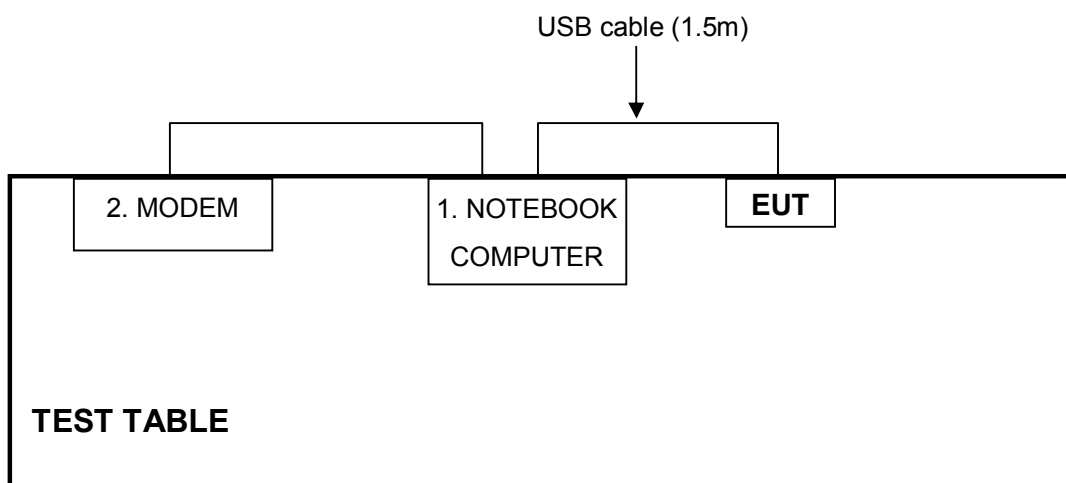 USB cable (1.5m)
2. MODEM
1. NOTEBOOK
COMPUTER
EUT
TEST TABLE